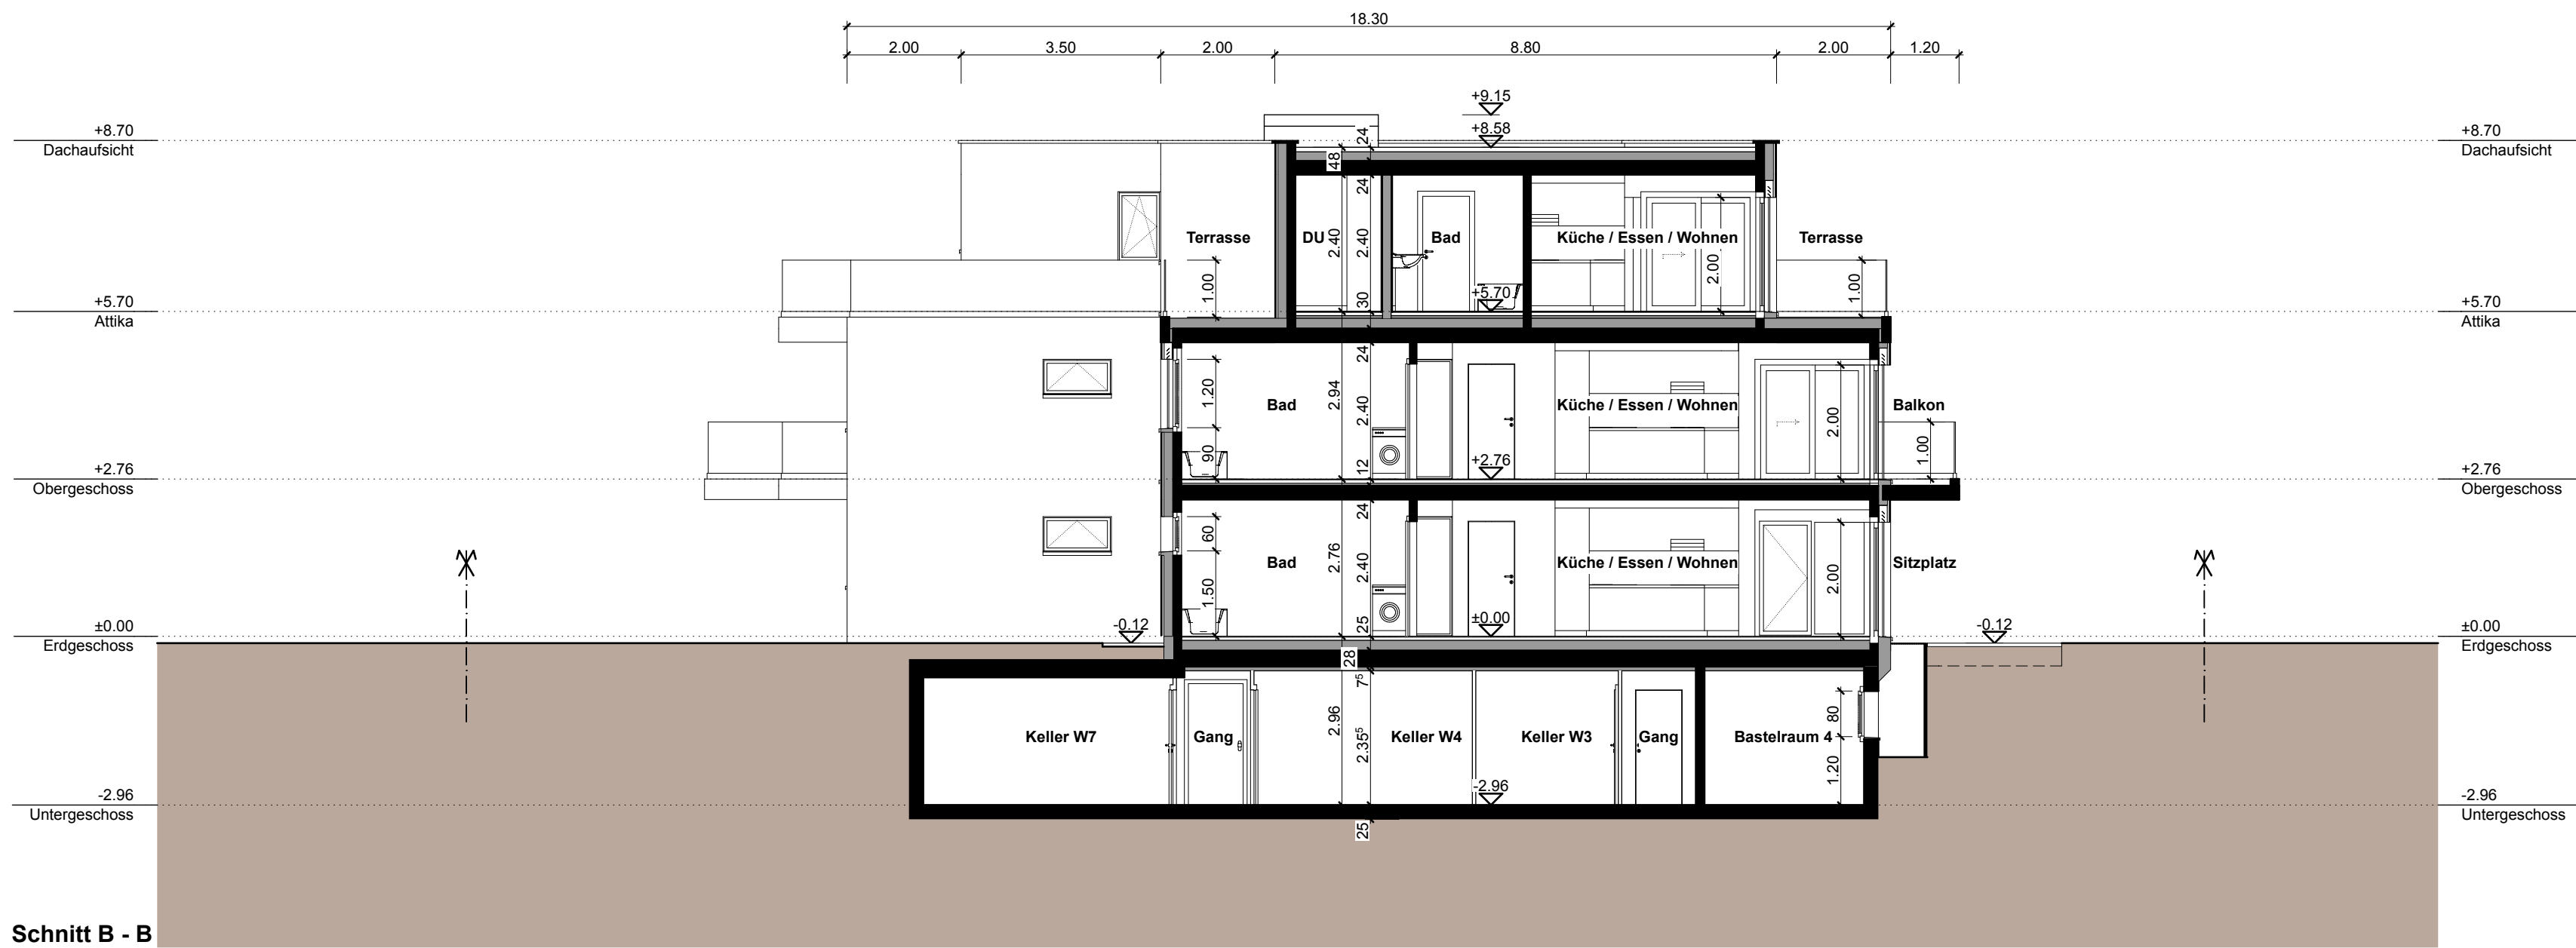 18.30
2.00 3.50 2.00 8.80 2.00 1.20
+9.15
+8.70 24 +8.58 +8.70
Dachaufsicht 48 Dachaufsicht
24
Terrasse DU 2.40 2.40 Bad Küche / Essen / Wohnen Terrasse
1.00 2.00 1.00
+5.70 30 +5.70 +5.70
Attika Attika
24
1.20 2.94 2.40
Bad Küche / Essen / Wohnen Balkon
2.00 1.00
90 12
+2.76 +2.76 +2.76
Obergeschoss Obergeschoss
24
60 2.76 2.40
Bad Küche / Essen / Wohnen Sitzplatz
1.50 2.00
±0.00 -0.12 25 ±0.00 -0.12 ±0.00
Erdgeschoss Erdgeschoss
28
7⁵
2.96 80
Keller W7 Gang 2.35⁵ Keller W4 Keller W3 Gang Bastelraum 4
1.20
-2.96 -2.96 -2.96
Untergeschoss Untergeschoss
25
Schnitt B - B